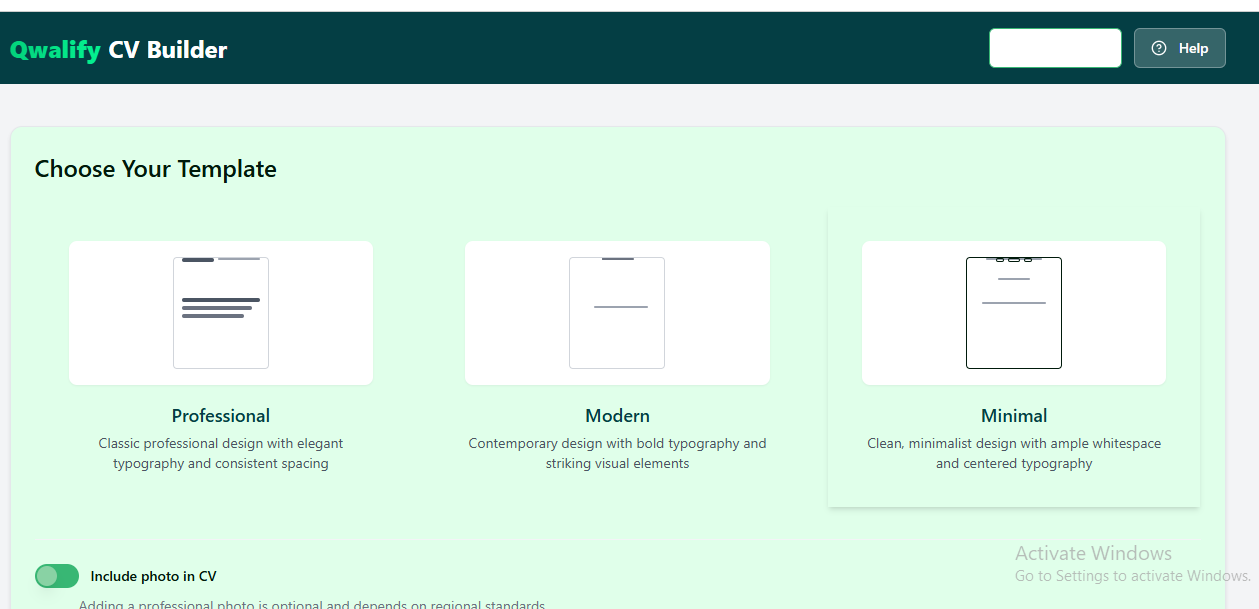 Qwalify CV Builder
Help
Choose Your Template
Professional
Classic professional design with elegant
typography and consistent spacing
Modern
Contemporary design with bold typography and
striking visual elements
Minimal
Clean, minimalist design with ample whitespace
and centered typography
Include photo in CV
Adding a professional photo is optional and depends on regional standards
Activate Windows
Go to Settings to activate Windows.